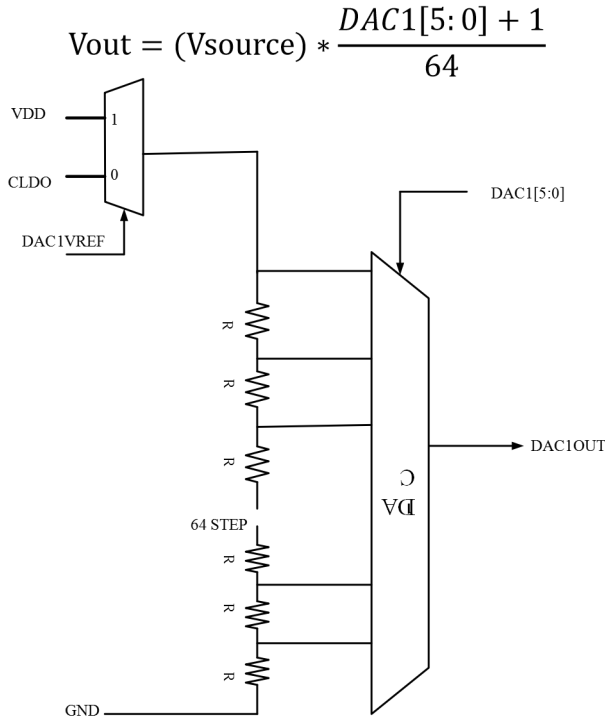 Vout = (Vsource) * DAC1[5:0] + 1
64
VDD
1
CLDO
0
DAC1VREF
DAC1[5:0]
R
R
R
DAC1OUT
C
DA
64 STEP
R
R
R
GND